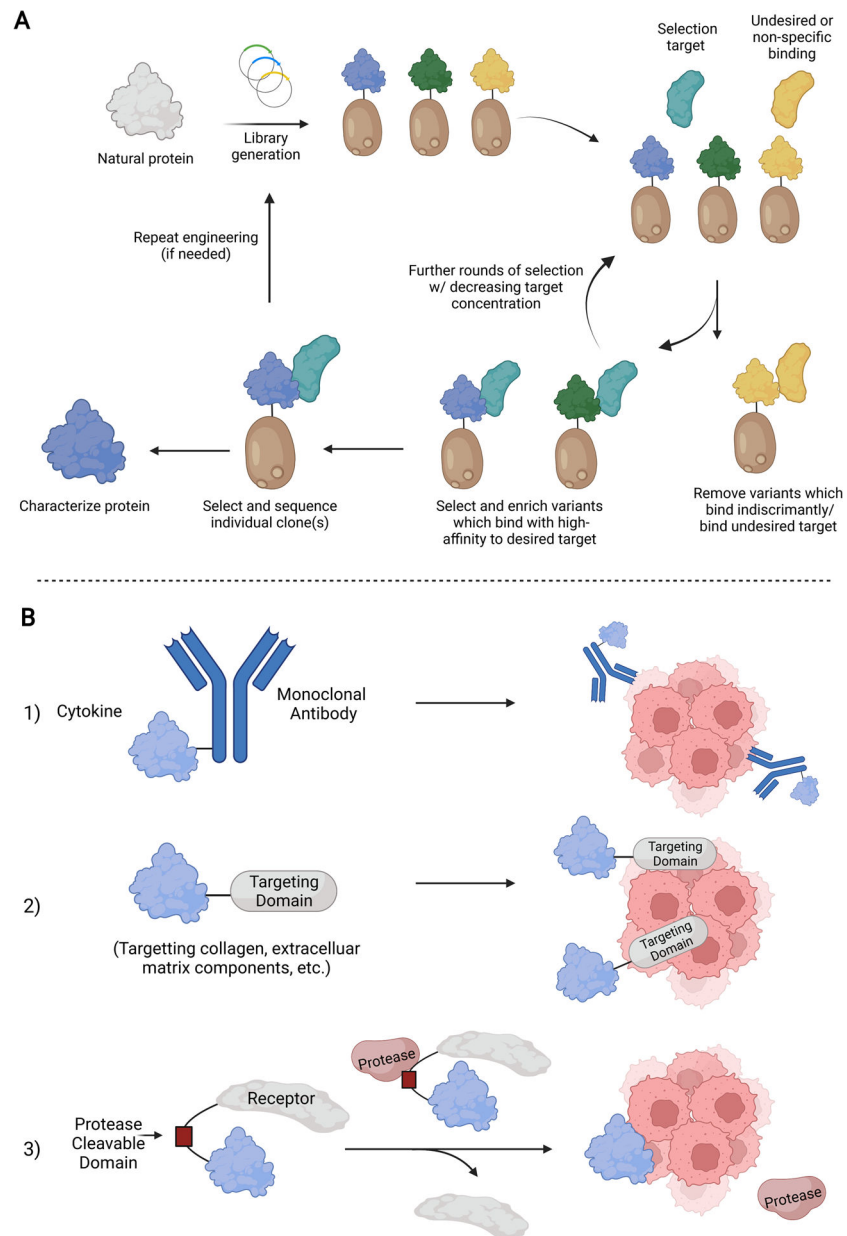 A
Natural protein
Library
generation
Selection
target
Undesired or
non-specific
binding
Repeat engineering
(if needed)
Further rounds of selection
w/ decreasing target
concentration
Characterize protein
Select and sequence
individual clone(s)
Select and enrich variants
which bind with high-
affinity to desired target
Remove variants which
bind indiscrimantly/
bind undesired target
B
1)
Cytokine
Monoclonal
Antibody
2)
Targeting
Domain
(Targetting collagen, extracelluar
matrix components, etc.)
Targeting
Domain
Targeting
Domain
3)
Protease
Cleavable
Domain
Receptor
Protease
Protease